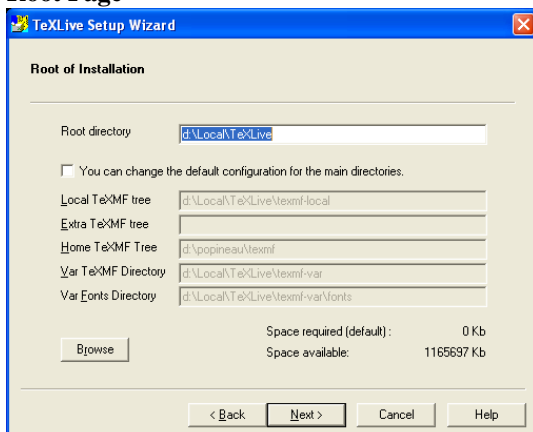 TeXLive Setup Wizard
Root of Installation
Root directory d:\Local\TeXLive
You can change the default configuration for the main directories.
Local TeXMF tree d:\Local\TeXLive\texmf-local
Extra TeXMF tree
Home TeXMF Tree d:\popineau\texmf
Var TeXMF Directory d:\Local\TeXLive\texmf-var
Var Fonts Directory d:\Local\TeXLive\texmf-var\fonts
Space required (default) : 0 Kb
Browse Space available: 1165697 Kb
< Back Next > Cancel Help